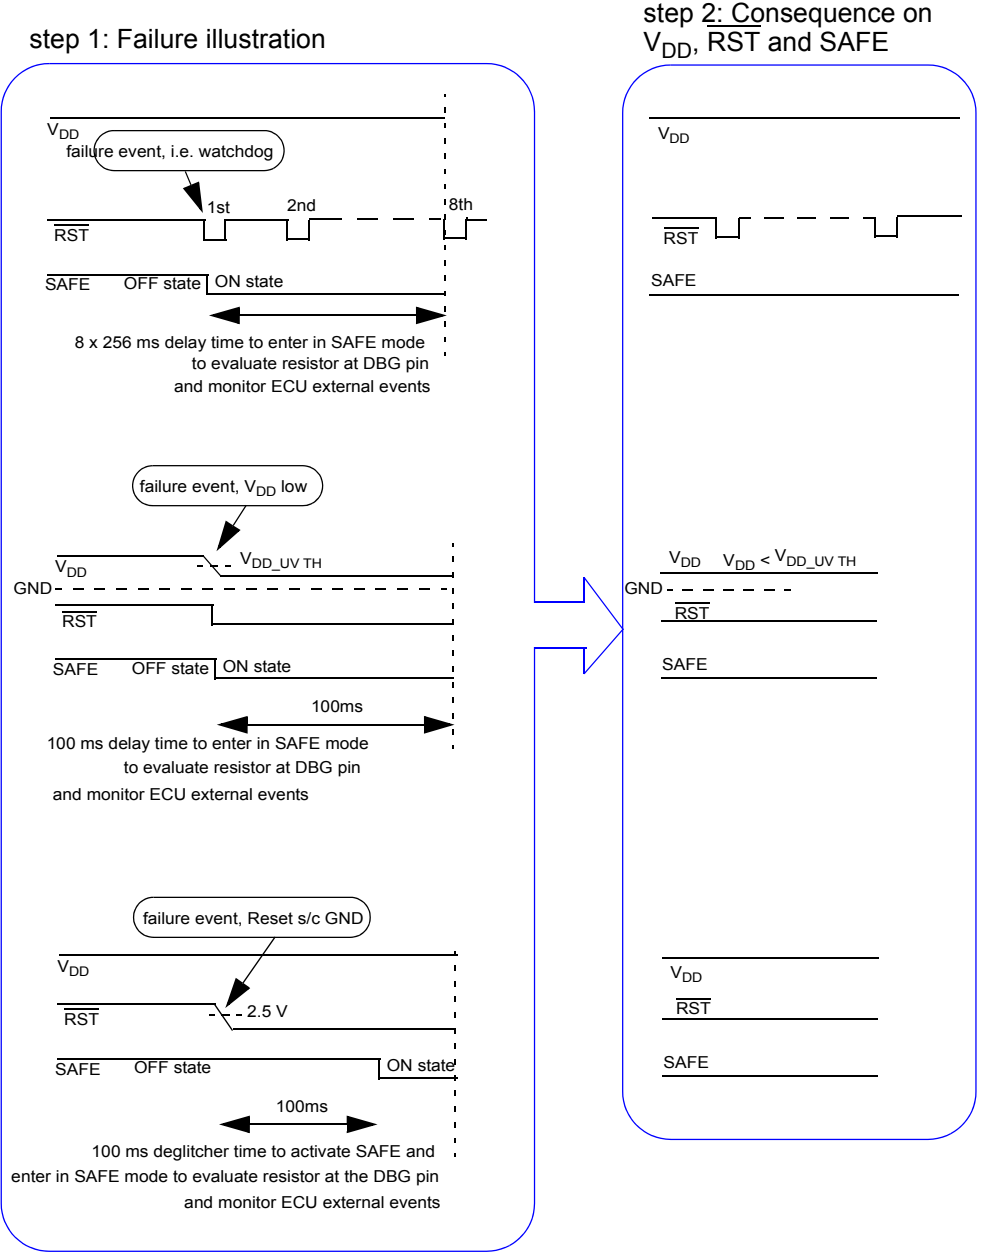 step 1: Failure illustration
step 2: Consequence on
VDD, RST and SAFE
VDD
failure event, i.e. watchdog
1st
2nd
8th
RST
SAFE
OFF state
ON state
8 x 256 ms delay time to enter in SAFE mode
to evaluate resistor at DBG pin
and monitor ECU external events
failure event, VDD low
VDD
VDD_UV TH
GND
RST
SAFE
OFF state
ON state
100ms
100 ms delay time to enter in SAFE mode
to evaluate resistor at DBG pin
and monitor ECU external events
failure event, Reset s/c GND
VDD
RST
2.5 V
SAFE
OFF state
ON state
100ms
100 ms deglitcher time to activate SAFE and
enter in SAFE mode to evaluate resistor at the DBG pin
and monitor ECU external events
VDD
RST
SAFE
VDD
VDD < VDD_UV TH
GND
RST
SAFE
VDD
RST
SAFE